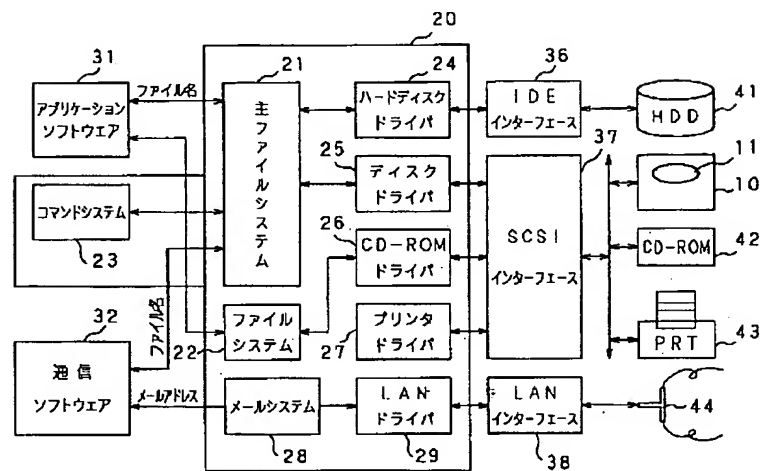 20
31
アプリケーション
ソフトウェア
ファイル名
21
主ファイルシステム
24
ハードディスク
ドライバ
36
IDE
インターフェース
HDD
41
25
ディスク
ドライバ
37
SCSI
インターフェース
11
10
コマンドシステム
23
26
CD-ROM
ドライバ
CD-ROM
42
32
通信
ソフトウェア
ファイル名
メールアドレス
22
ファイル
システム
27
プリンタ
ドライバ
PRT
43
メールシステム
28
LAN
ドライバ
29
LAN
インターフェース
38
44